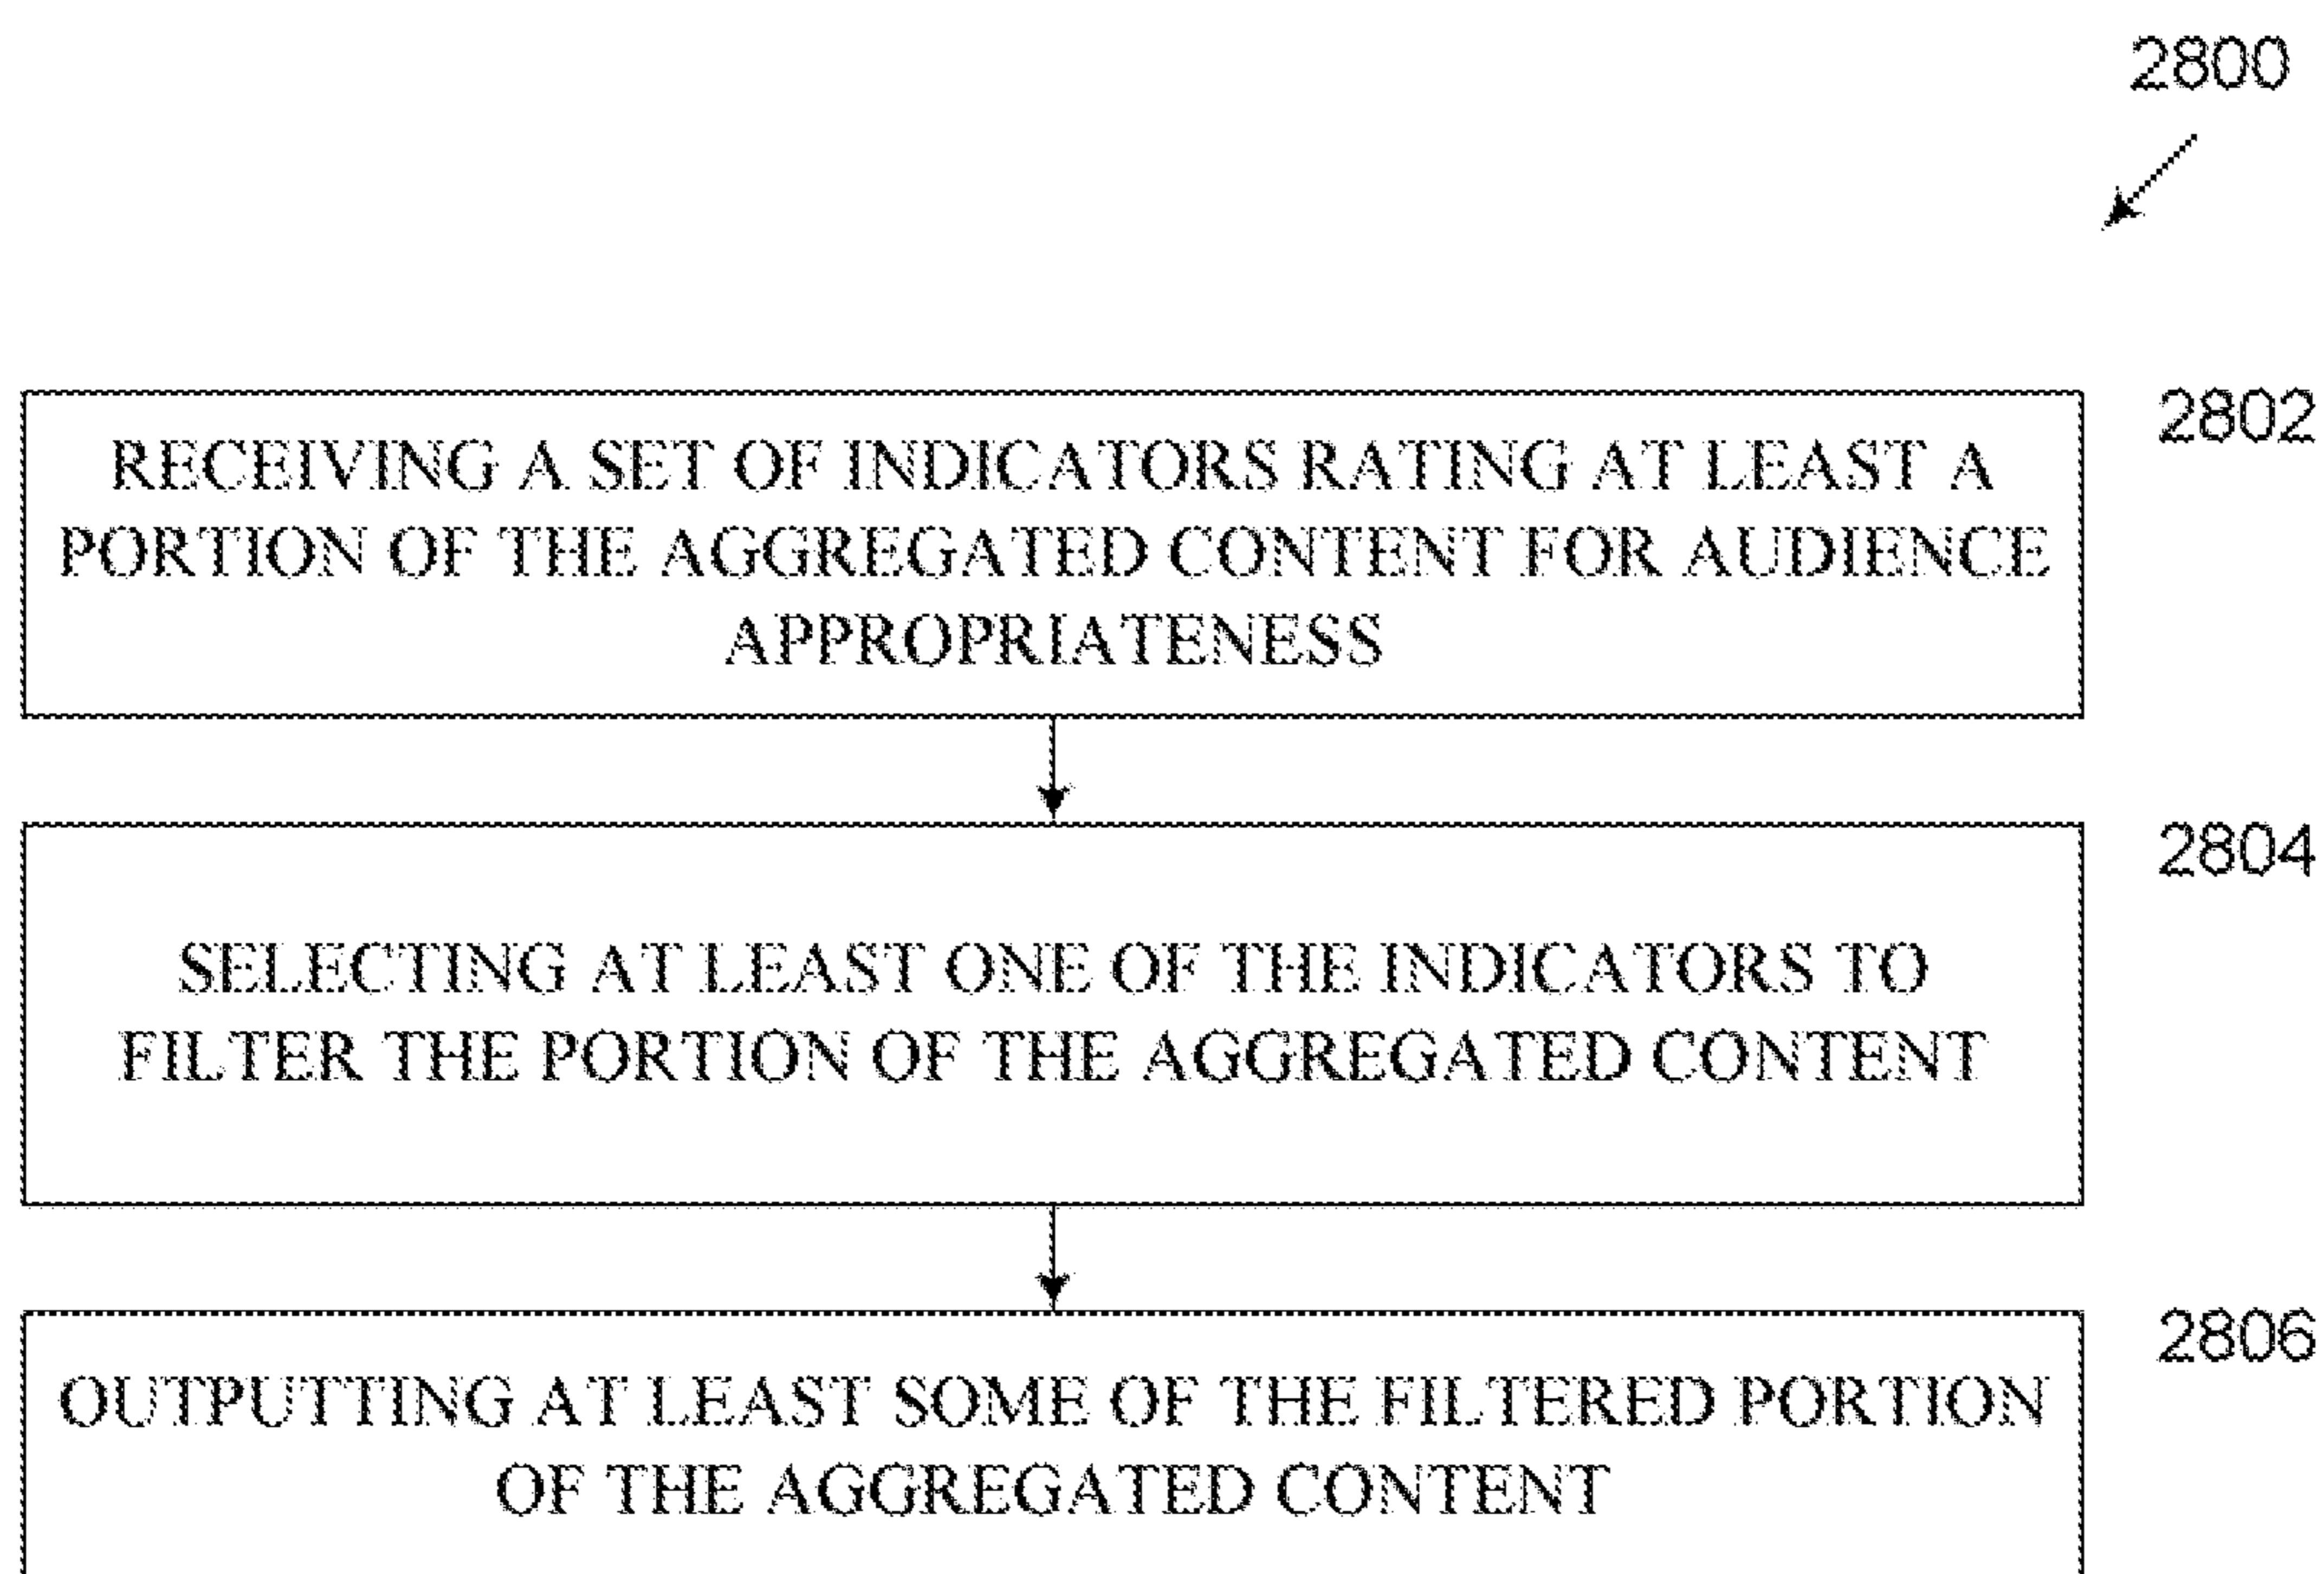 2800
2802
RECEIVING A SET OF INDICATORS RATING AT LEAST A
PORTION OF THE AGGREGATED CONTENT FOR AUDIENCE
APPROPRIATENESS
2804
SELECTING AT LEAST ONE OF THE INDICATORS TO
FILTER THE PORTION OF THE AGGREGATED CONTENT
2806
OUTPUTTING AT LEAST SOME OF THE FILTERED PORTION
OF THE AGGREGATED CONTENT